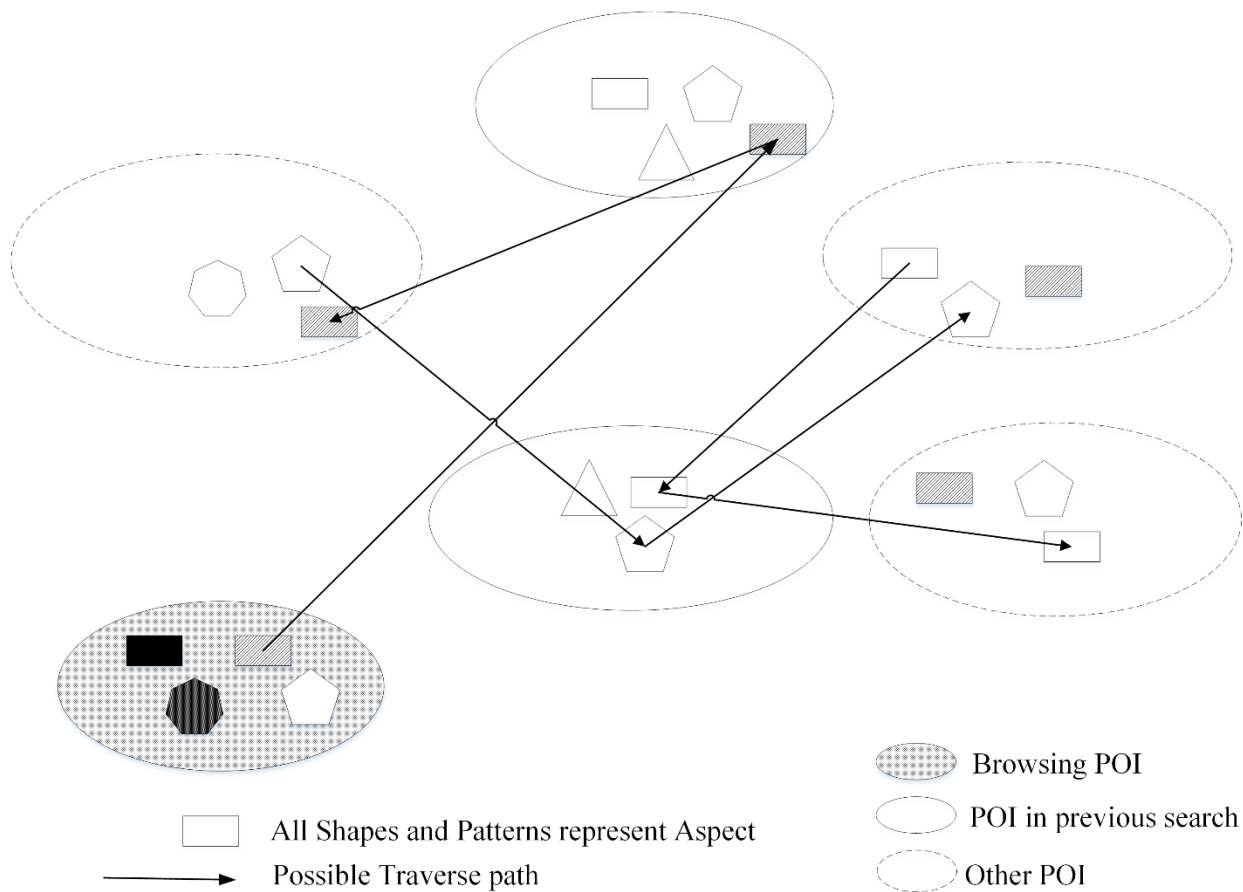 Browsing POI
All Shapes and Patterns represent Aspect
POI in previous search
Possible Traverse path
Other POI